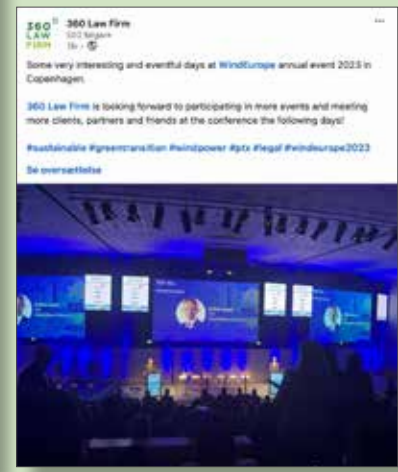 360° LAW FIRM
360 Law Firm
Some very interesting and eventful days at WindEurope annual event 2023 in
Copenhagen.
360 Law Firm is looking forward to participating in more events and meeting
more clients, partners and friends at the conference the following days!
#sustainable #greentransition #windpower #ptx #legal #windeurope2023
Se oversættelse